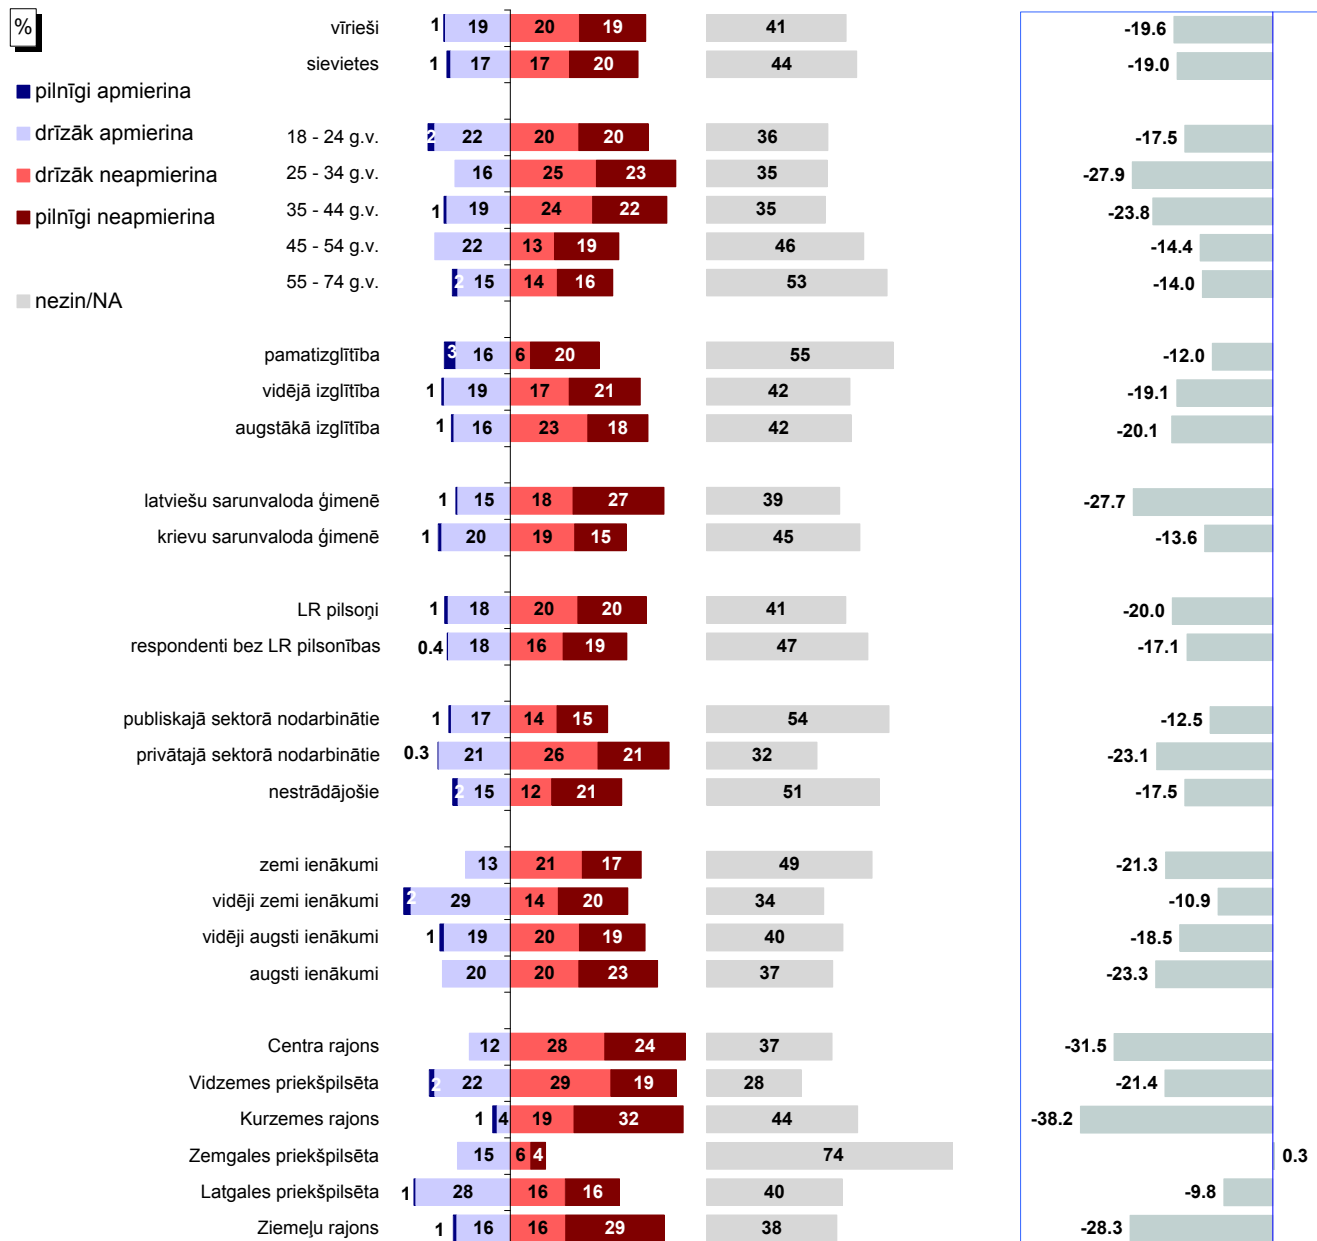 %
pilnīgi apmierina
drīzāk apmierina
drīzāk neapmierina
pilnīgi neapmierina
nezin/NA
vīrieši 1 19 20 19 41 -19.6
sievietes 1 17 17 20 44 -19.0
18 - 24 g.v. 2 22 20 20 36 -17.5
25 - 34 g.v. 16 25 23 35 -27.9
35 - 44 g.v. 1 19 24 22 35 -23.8
45 - 54 g.v. 22 13 19 46 -14.4
55 - 74 g.v. 2 15 14 16 53 -14.0
pamatizglītība 3 16 6 20 55 -12.0
vidējā izglītība 1 19 17 21 42 -19.1
augstākā izglītība 1 16 23 18 42 -20.1
latviešu sarunvaloda ģimenē 1 15 18 27 39 -27.7
krievu sarunvaloda ģimenē 1 20 19 15 45 -13.6
LR pilsoņi 1 18 20 20 41 -20.0
respondenti bez LR pilsonības 0.4 18 16 19 47 -17.1
publiskajā sektorā nodarbinātie 1 17 14 15 54 -12.5
privātajā sektorā nodarbinātie 0.3 21 26 21 32 -23.1
nestrādājošie 2 15 12 21 51 -17.5
zemi ienākumi 13 21 17 49 -21.3
vidēji zemi ienākumi 2 29 14 20 34 -10.9
vidēji augsti ienākumi 1 19 20 19 40 -18.5
augsti ienākumi 20 20 23 37 -23.3
Centra rajons 12 28 24 37 -31.5
Vidzemes priekšpilsēta 2 22 29 19 28 -21.4
Kurzemes rajons 1 4 19 32 44 -38.2
Zemgales priekšpilsēta 15 6 4 74 0.3
Latgales priekšpilsēta 1 28 16 16 40 -9.8
Ziemeļu rajons 1 16 16 29 38 -28.3